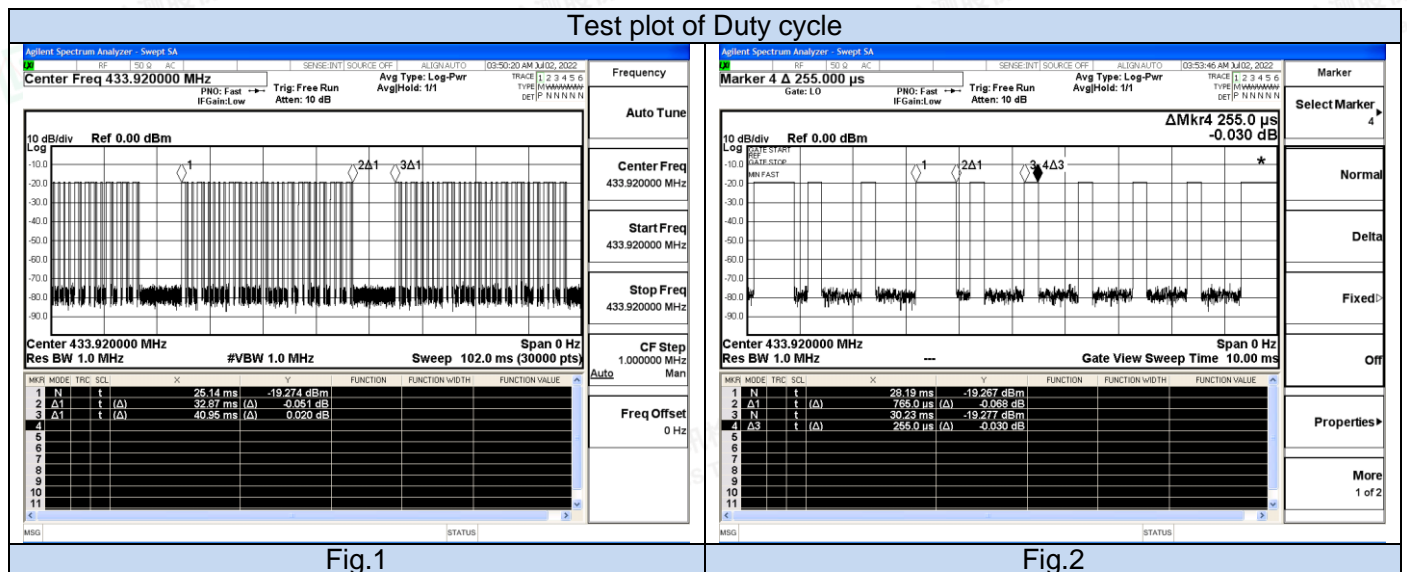 Test plot of Duty cycle
Agilent Spectrum Analyzer - Swept SA
RF 50 Ω AC SENSE:INT SOURCE OFF ALIGN AUTO 03:50:20 AM Jul 02, 2022
Center Freq 433.920000 MHz
PNO: Fast Trig: Free Run
IFGain:Low Atten: 10 dB
Avg Type: Log-Pwr
Avg|Hold: 1/1
TRACE 1 2 3 4 5 6
TYPE MWWWWW
DET P NNNNN
10 dB/div Ref 0.00 dBm
Log
-10.0
-20.0
-30.0
-40.0
-50.0
-60.0
-70.0
-80.0
-90.0
1 2Δ1 3Δ1
Center 433.920000 MHz Span 0 Hz
Res BW 1.0 MHz #VBW 1.0 MHz Sweep 102.0 ms (30000 pts)
MKR MODE TRC SCL X Y FUNCTION FUNCTION WIDTH FUNCTION VALUE
1 N t 25.14 ms -19.274 dBm
2 Δ1 t (Δ) 32.87 ms (Δ) -0.051 dB
3 Δ1 t (Δ) 40.95 ms (Δ) 0.020 dB
4
5
6
7
8
9
10
11
MSG STATUS
Frequency
Auto Tune
Center Freq
433.920000 MHz
Start Freq
433.920000 MHz
Stop Freq
433.920000 MHz
CF Step
1.000000 MHz
Auto Man
Freq Offset
0 Hz
Agilent Spectrum Analyzer - Swept SA
RF 50 Ω AC SENSE:INT SOURCE OFF ALIGN AUTO 03:53:46 AM Jul 02, 2022
Marker 4 Δ 255.000 µs
Gate: LO PNO: Fast Trig: Free Run
IFGain:Low Atten: 10 dB
Avg Type: Log-Pwr
Avg|Hold: 1/1
TRACE 1 2 3 4 5 6
TYPE MWWWWW
DET P NNNNN
ΔMkr4 255.0 µs
-0.030 dB
10 dB/div Ref 0.00 dBm
Log
GATE START
REF
GATE STOP
MIN FAST
-10.0
-20.0
-30.0
-40.0
-50.0
-60.0
-70.0
-80.0
-90.0
1 2Δ1 3 4Δ3 *
Center 433.920000 MHz Span 0 Hz
Res BW 1.0 MHz --- Gate View Sweep Time 10.00 ms
MKR MODE TRC SCL X Y FUNCTION FUNCTION WIDTH FUNCTION VALUE
1 N t 28.19 ms -19.267 dBm
2 Δ1 t (Δ) 765.0 µs (Δ) -0.068 dB
3 N t 30.23 ms -19.277 dBm
4 Δ3 t (Δ) 255.0 µs (Δ) -0.030 dB
5
6
7
8
9
10
11
MSG STATUS
Marker
Select Marker
4
Normal
Delta
Fixed
Off
Properties
More
1 of 2
Fig.1 Fig.2